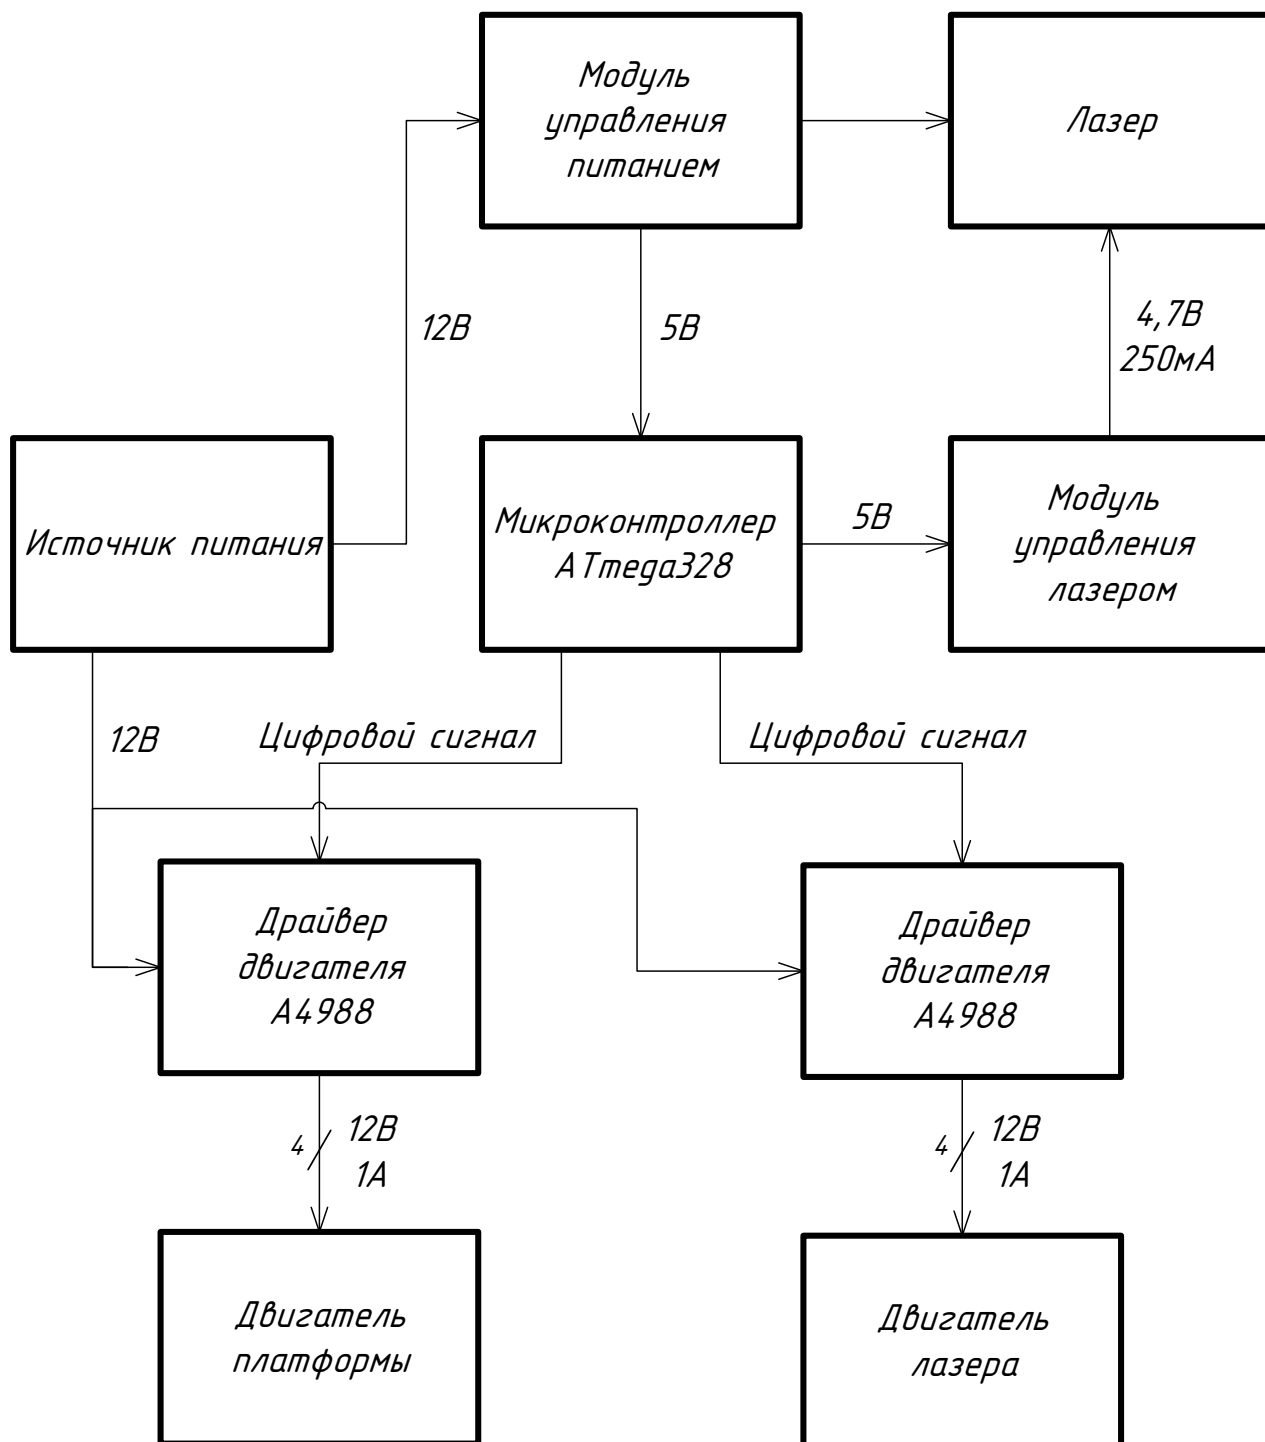 Модуль
управления
питанием
Лазер
12В
5В
4,7В
250мА
Источник питания
Микроконтроллер
ATmega328
5В
Модуль
управления
лазером
12В
Цифровой сигнал
Цифровой сигнал
Драйвер
двигателя
A4988
Драйвер
двигателя
A4988
4
12В
1А
4
12В
1А
Двигатель
платформы
Двигатель
лазера